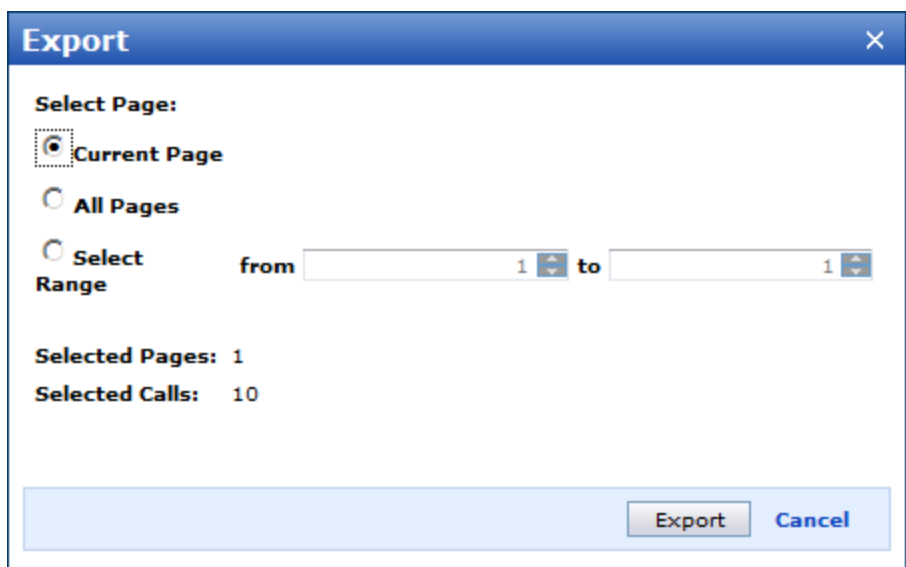 Export
Select Page:
Current Page
All Pages
Select
Range
from 1 to 1
Selected Pages: 1
Selected Calls: 10
Export Cancel